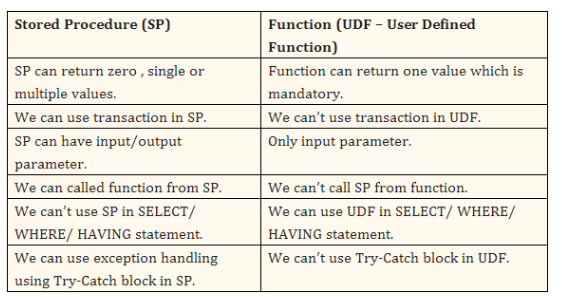 Stored Procedure (SP)
Function (UDF – User Defined
Function)
SP can return zero , single or
multiple values.
Function can return one value which is
mandatory.
We can use transaction in SP.
We can't use transaction in UDF.
SP can have input/output
parameter.
Only input parameter.
We can called function from SP.
We can't call SP from function.
We can't use SP in SELECT/
WHERE/ HAVING statement.
We can use UDF in SELECT/ WHERE/
HAVING statement.
We can use exception handling
using Try-Catch block in SP.
We can't use Try-Catch block in UDF.